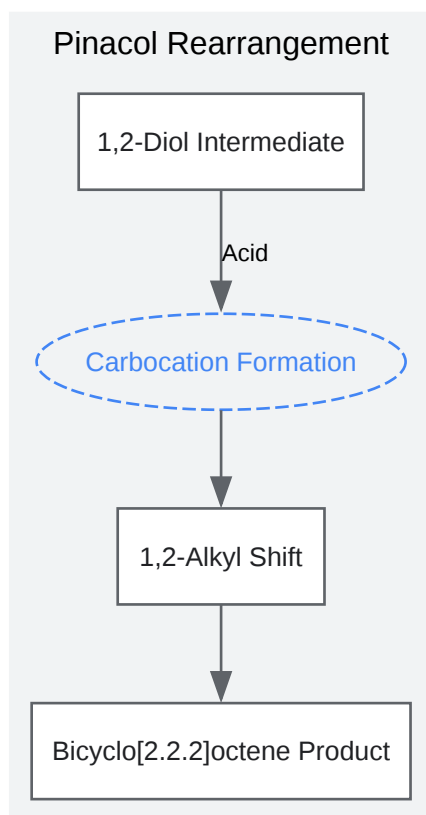 Pinacol Rearrangement
1,2-Diol Intermediate
Acid
Carbocation Formation
1,2-Alkyl Shift
Bicyclo[2.2.2]octene Product